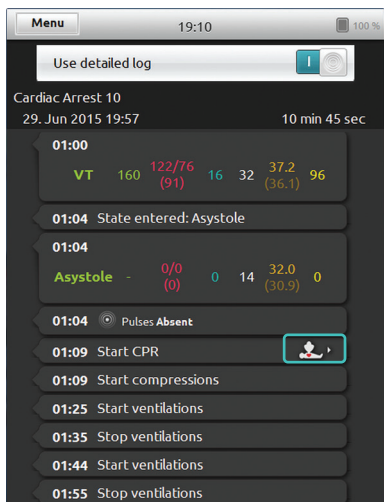 Menu 19:10 100 %
Use detailed log I
Cardiac Arrest 10
29. Jun 2015 19:57 10 min 45 sec
01:00
VT 160 122/76 (91) 16 32 37.2 (36.1) 96
01:04 State entered: Asystole
01:04
Asystole - 0/0 (0) 0 14 32.0 (30.9) 0
01:04 Pulses Absent
01:09 Start CPR
01:09 Start compressions
01:25 Start ventilations
01:35 Stop ventilations
01:44 Start ventilations
01:55 Stop ventilations